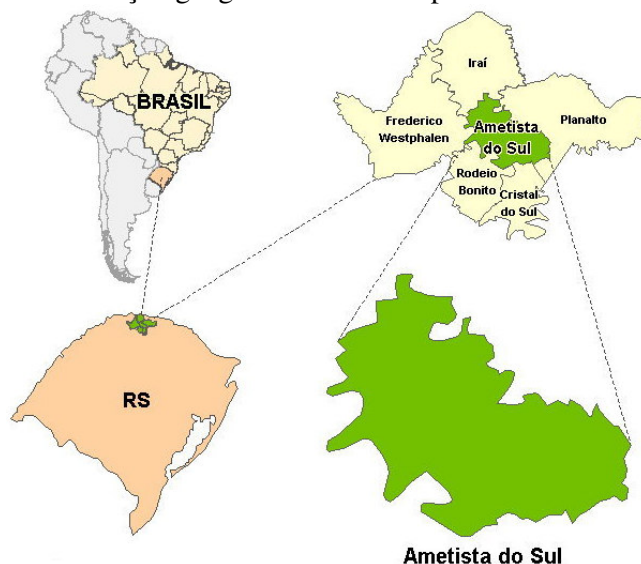 BRASIL
Iraí
Frederico
Westphalen
Ametista
do Sul
Planalto
Rodeio
Bonito
Cristal
do Sul
RS
Ametista do Sul